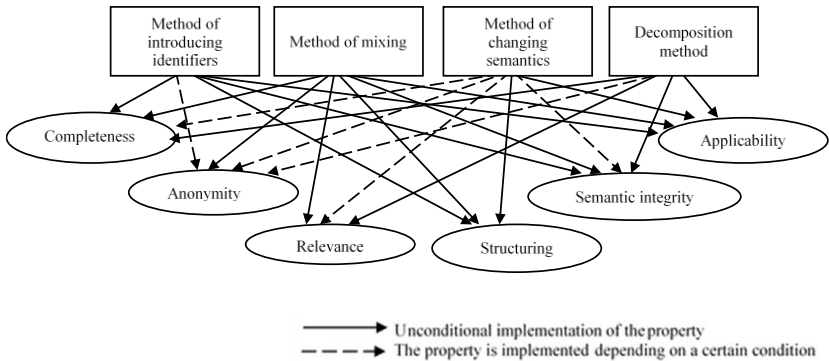 Method of
introducing
identifiers
Method of mixing
Method of
changing
semantics
Decomposition
method
Completeness
Applicability
Anonymity
Semantic integrity
Relevance
Structuring
Unconditional implementation of the property
The property is implemented depending on a certain condition